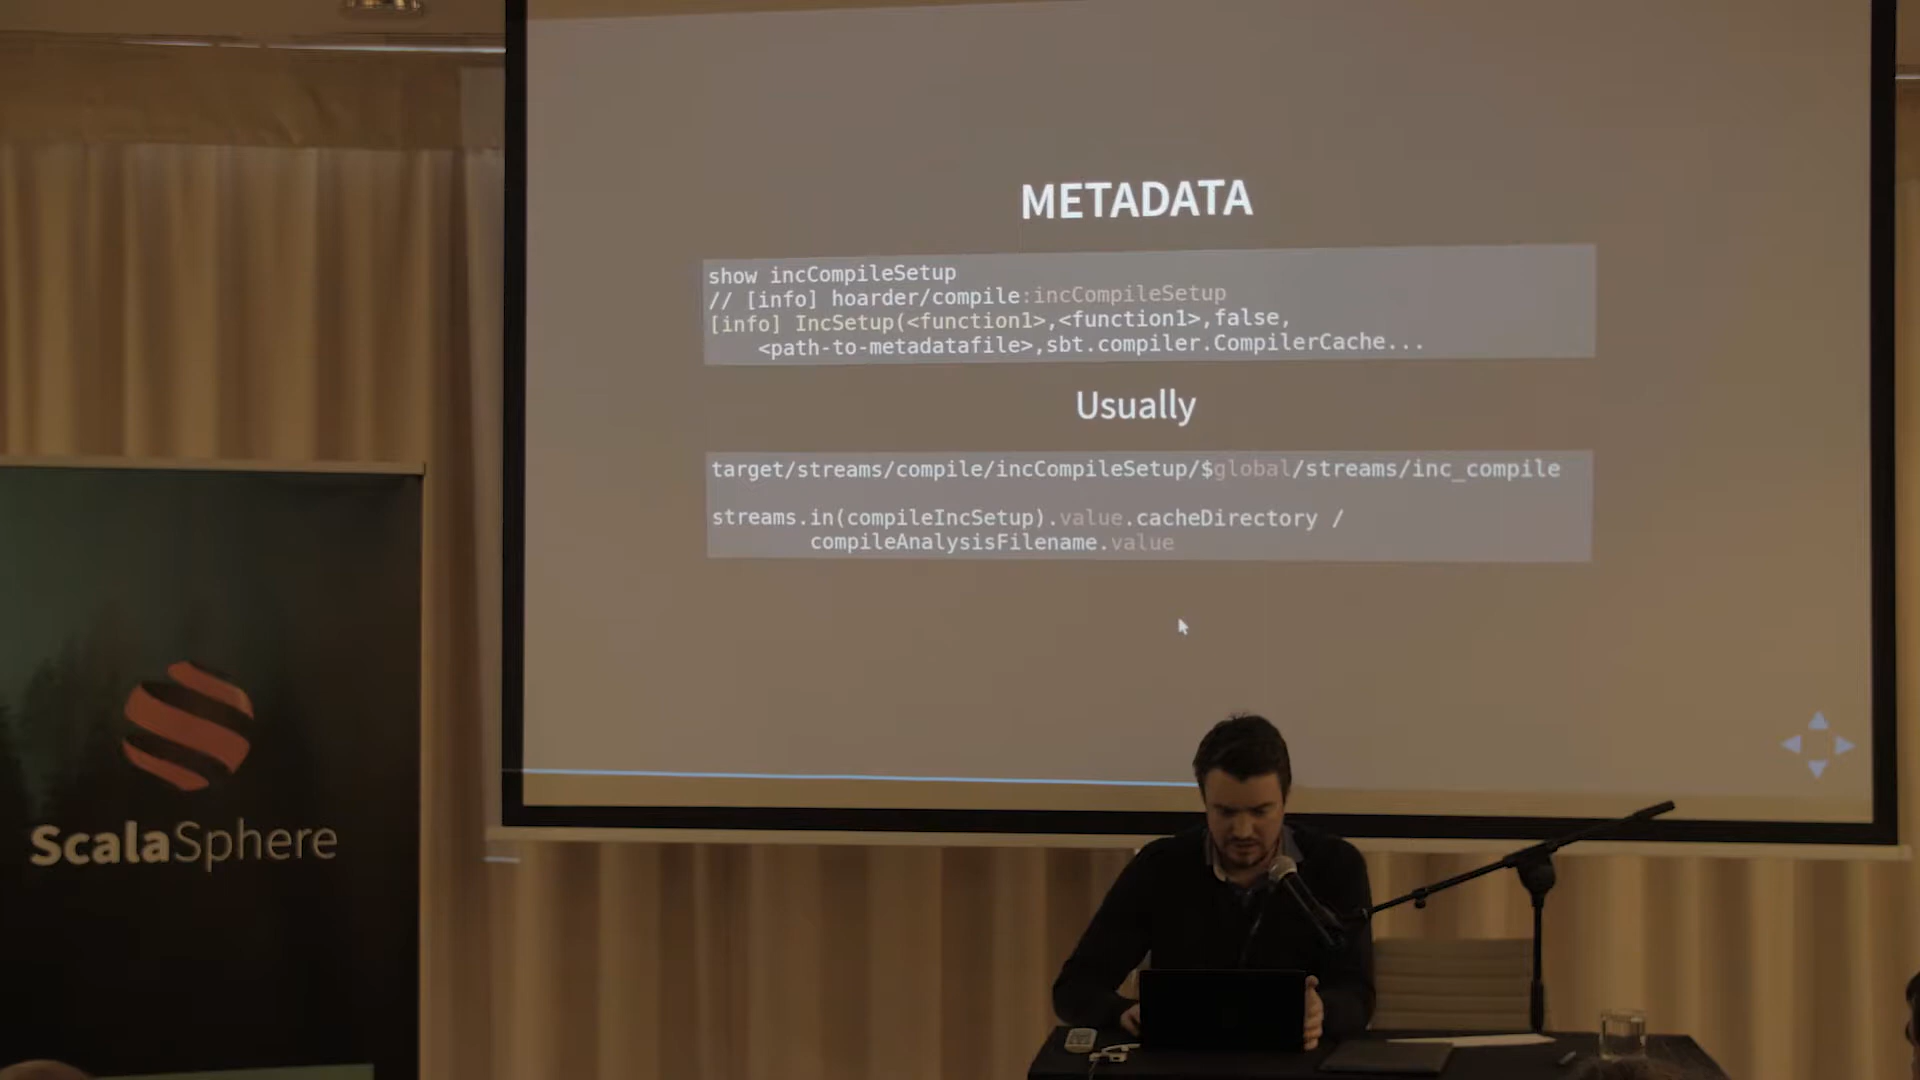 METADATA
show incCompileSetup
// [info] hoarder/compile:incCompileSetup
[info] IncSetup(<function1>,<function1>,false,
<path-to-metadatafile>,sbt.compiler.CompilerCache...
Usually
target/streams/compile/incCompileSetup/$global/streams/inc_compile
streams.in(compileIncSetup).value.cacheDirectory /
compileAnalysisFilename.value
ScalaSphere